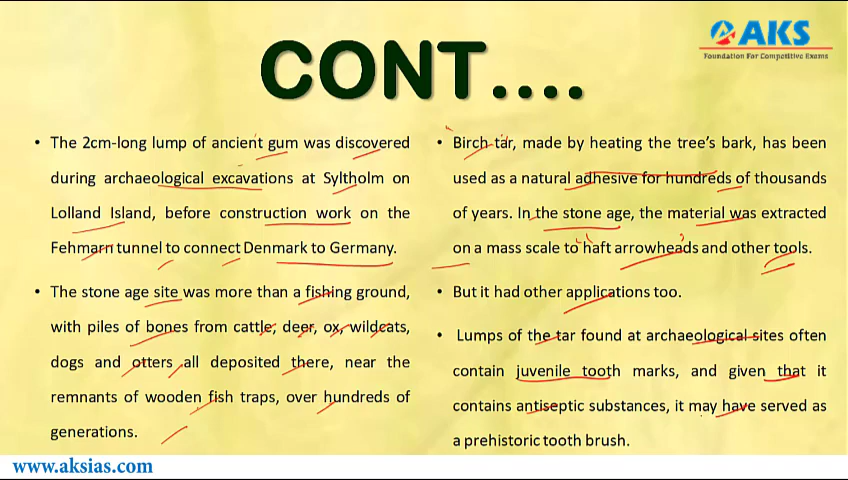 AKS
Foundation For Competitive Exams
CONT....
• The 2cm-long lump of ancient gum was discovered
during archaeological excavations at Syltholm on
Lolland Island, before construction work on the
Fehmarn tunnel to connect Denmark to Germany.
• The stone age site was more than a fishing ground,
with piles of bones from cattle, deer, ox, wildcats,
dogs and otters all deposited there, near the
remnants of wooden fish traps, over hundreds of
generations.
• Birch tar, made by heating the tree's bark, has been
used as a natural adhesive for hundreds of thousands
of years. In the stone age, the material was extracted
on a mass scale to haft arrowheads and other tools.
• But it had other applications too.
• Lumps of the tar found at archaeological sites often
contain juvenile tooth marks, and given that it
contains antiseptic substances, it may have served as
a prehistoric tooth brush.
www.aksias.com